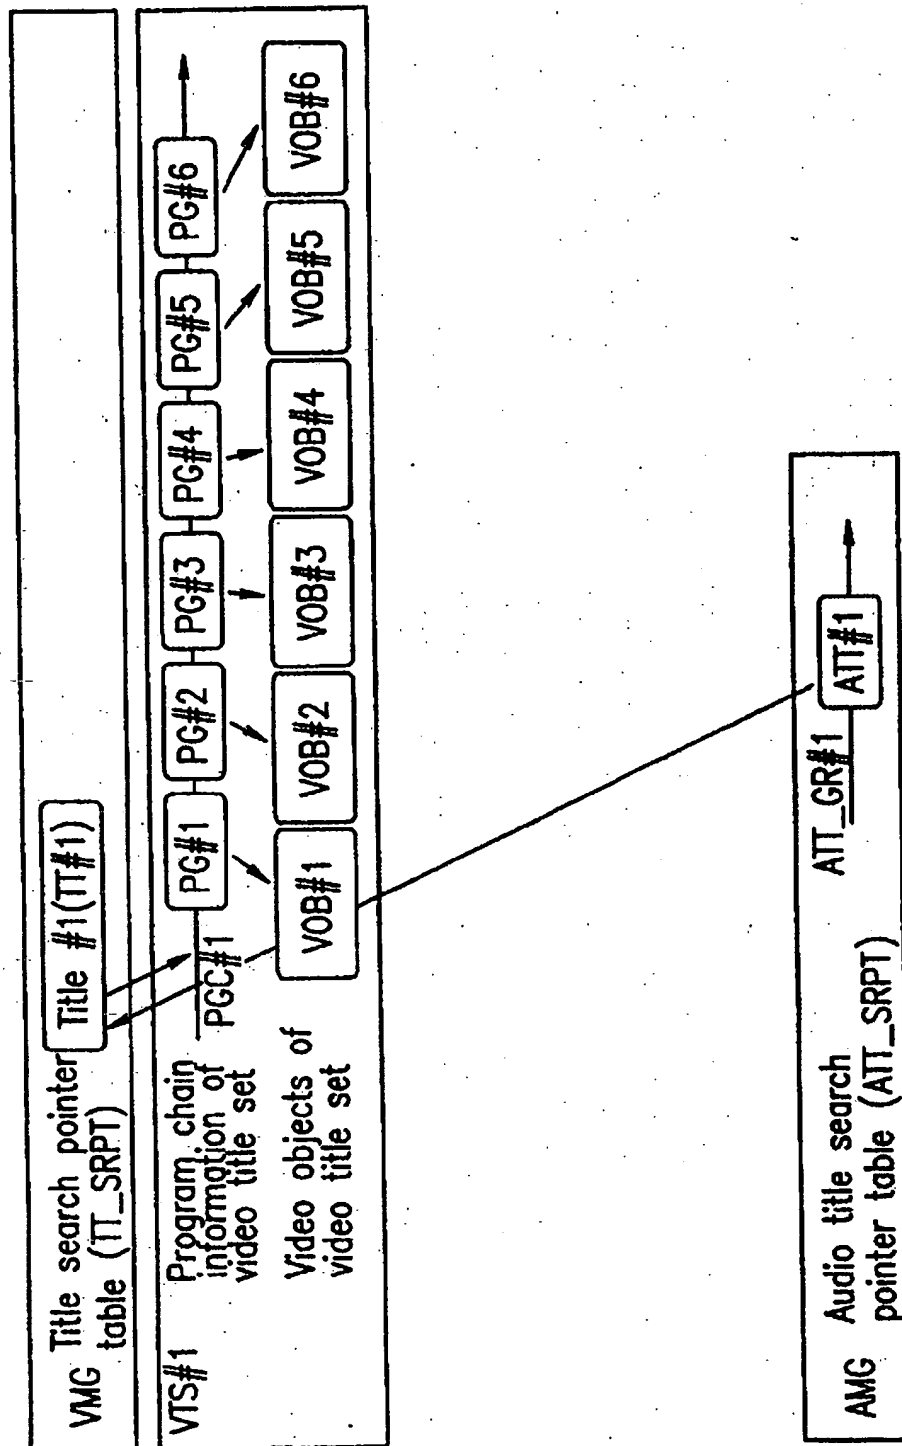 VMG
Title search pointer
table (TT_SRPT)
Title #1(TT#1)
VTS#1
Program chain
information of
video title set
PGC#1
PG#1
PG#2
PG#3
PG#4
PG#5
PG#6
Video objects of
video title set
VOB#1
VOB#2
VOB#3
VOB#4
VOB#5
VOB#6
AMG
Audio title search
pointer table (ATT_SRPT)
ATT_GR#1
ATT#1